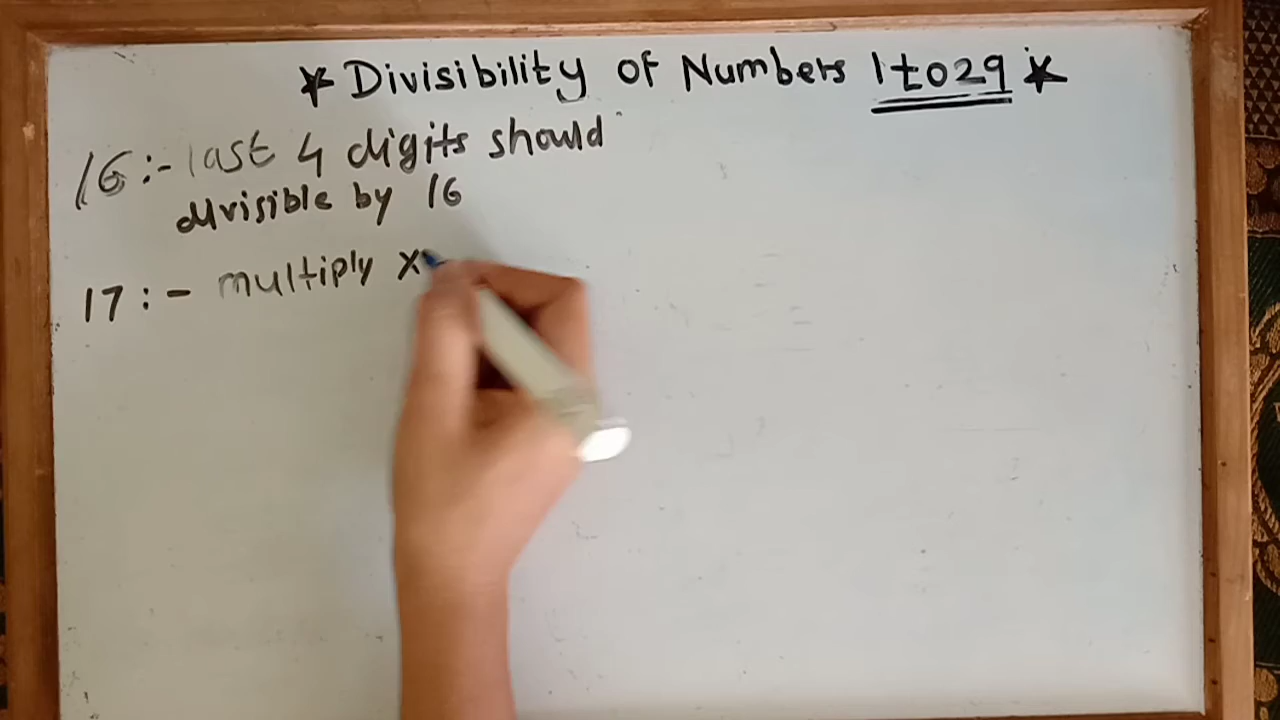 * Divisibility of Numbers 1to29 *
16:- last 4 digits should
divisible by 16
17:- multiply x